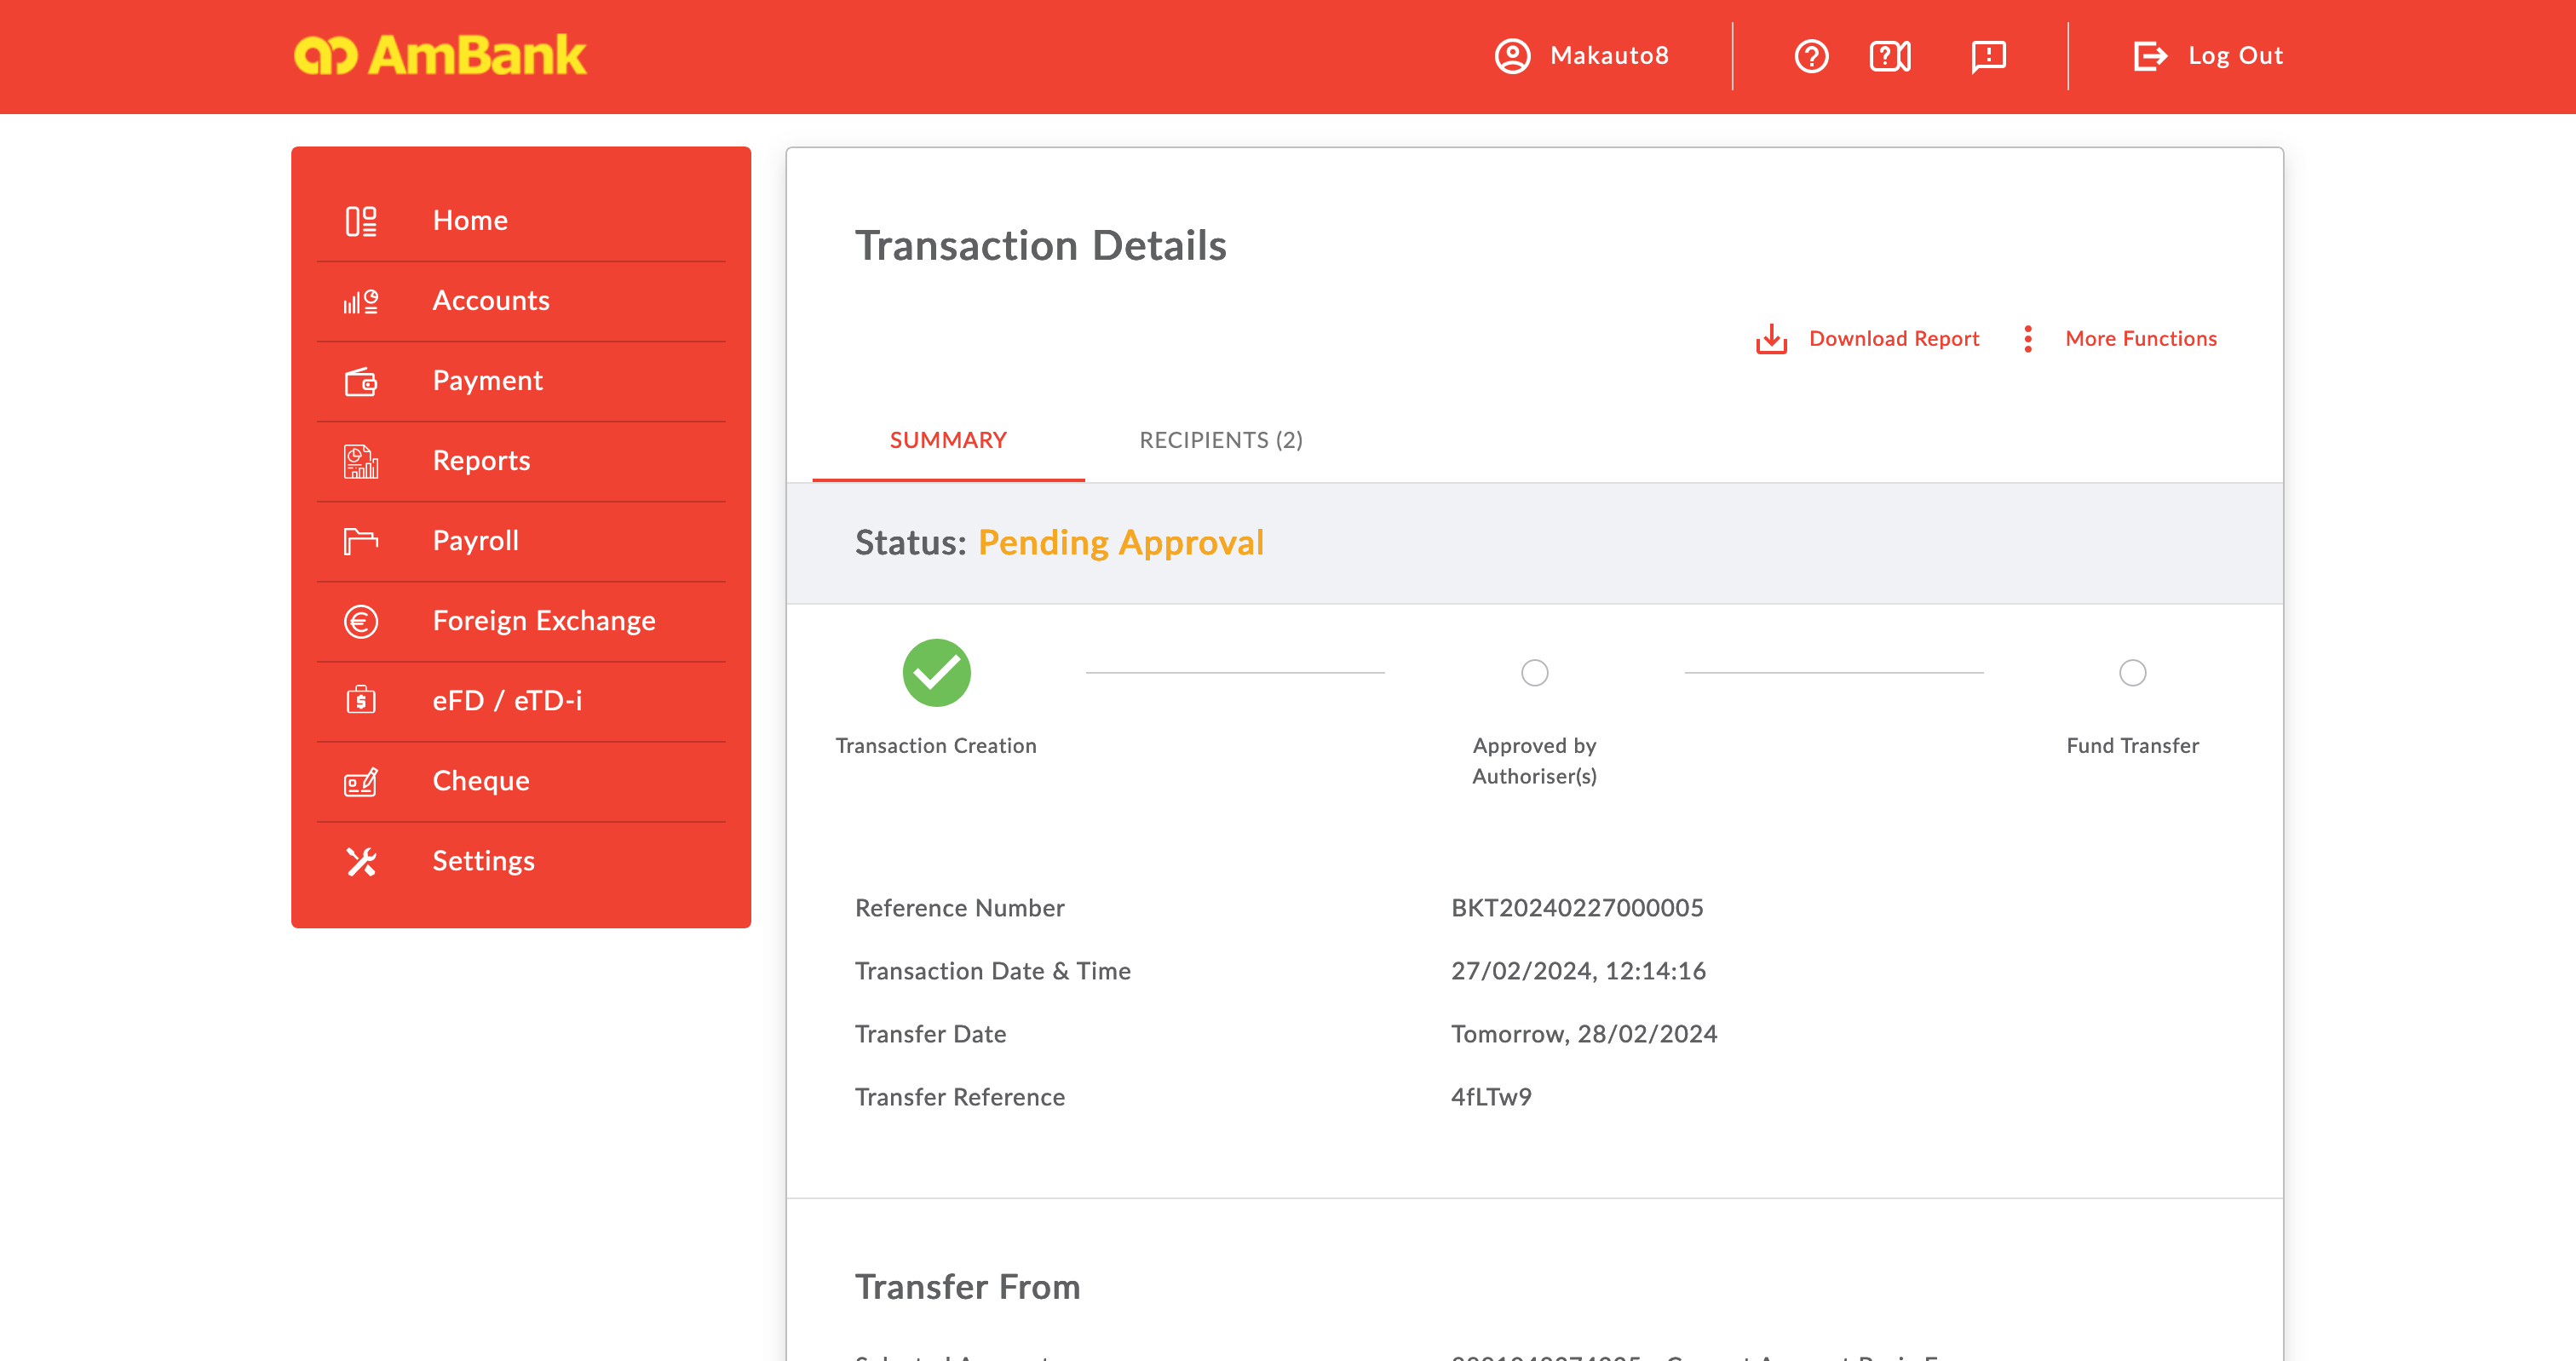 AmBank
Makauto8
Log Out
Home
Accounts
Payment
Reports
Payroll
Foreign Exchange
eFD / eTD-i
Cheque
Settings
Transaction Details
Download Report
More Functions
SUMMARY
RECIPIENTS (2)
Status: Pending Approval
Transaction Creation
Approved by
Authoriser(s)
Fund Transfer
Reference Number BKT20240227000005
Transaction Date & Time 27/02/2024, 12:14:16
Transfer Date Tomorrow, 28/02/2024
Transfer Reference 4fLTw9
Transfer From